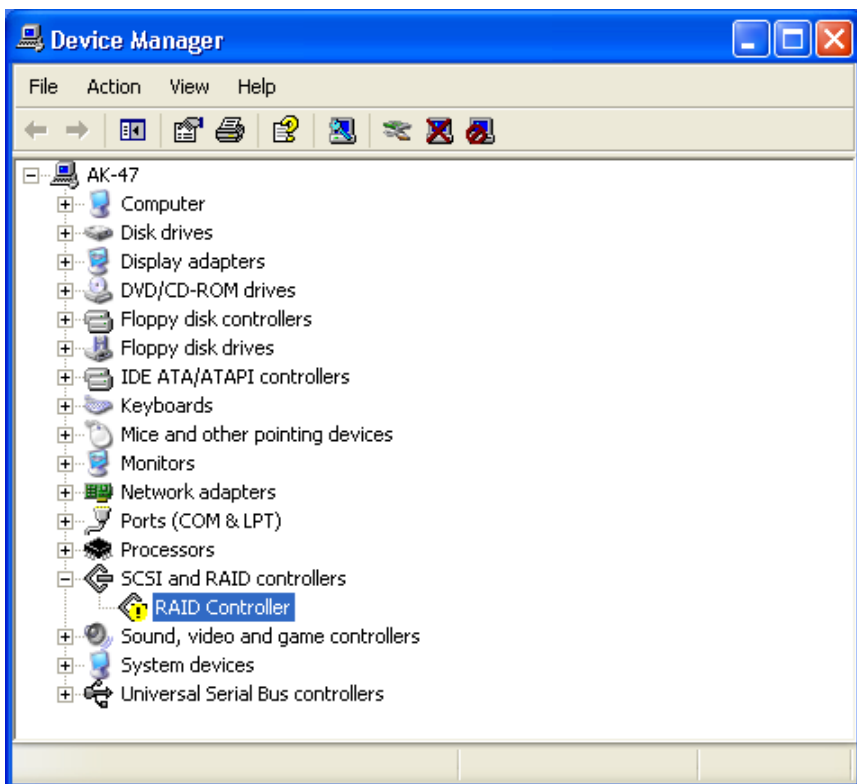 Device Manager
File Action View Help
AK-47
Computer
Disk drives
Display adapters
DVD/CD-ROM drives
Floppy disk controllers
Floppy disk drives
IDE ATA/ATAPI controllers
Keyboards
Mice and other pointing devices
Monitors
Network adapters
Ports (COM & LPT)
Processors
SCSI and RAID controllers
RAID Controller
Sound, video and game controllers
System devices
Universal Serial Bus controllers